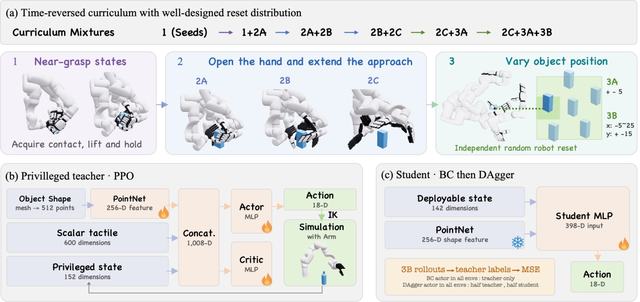 (a) Time-reversed curriculum with well-designed reset distribution
Curriculum Mixtures 1 (Seeds) → 1+2A → 2A+2B → 2B+2C → 2C+3A → 2C+3A+3B
1 Near-grasp states
Acquire contact, lift and hold
2 Open the hand and extend the approach
2A 2B 2C
3 Vary object position
3A
+ - 5
3B
x: -5~25
y: + -15
Independent random robot reset
(b) Privilleged teacher · PPO
Object Shape
mesh → 512 points
PointNet
256-D feature
Scalar tactile
600 dimensions
Privileged state
152 dimensions
Concat.
1,008-D
Actor
MLP
Critic
MLP
Action
18-D
IK
Simulation
with Arm
(c) Student · BC then DAgger
Deployable state
142 dimensions
PointNet
256-D shape feature
Student MLP
398-D input
3B rollouts → teacher labels → MSE
BC actor in all envs : tracher only
DAgger actor in all envs : half teacher , half student
Action
18-D